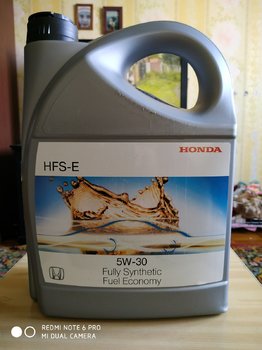 HONDA
HFS-E
5W-30
Fully Synthetic
Fuel Economy
REDMI NOTE 6 PRO
MI DUAL CAMERA